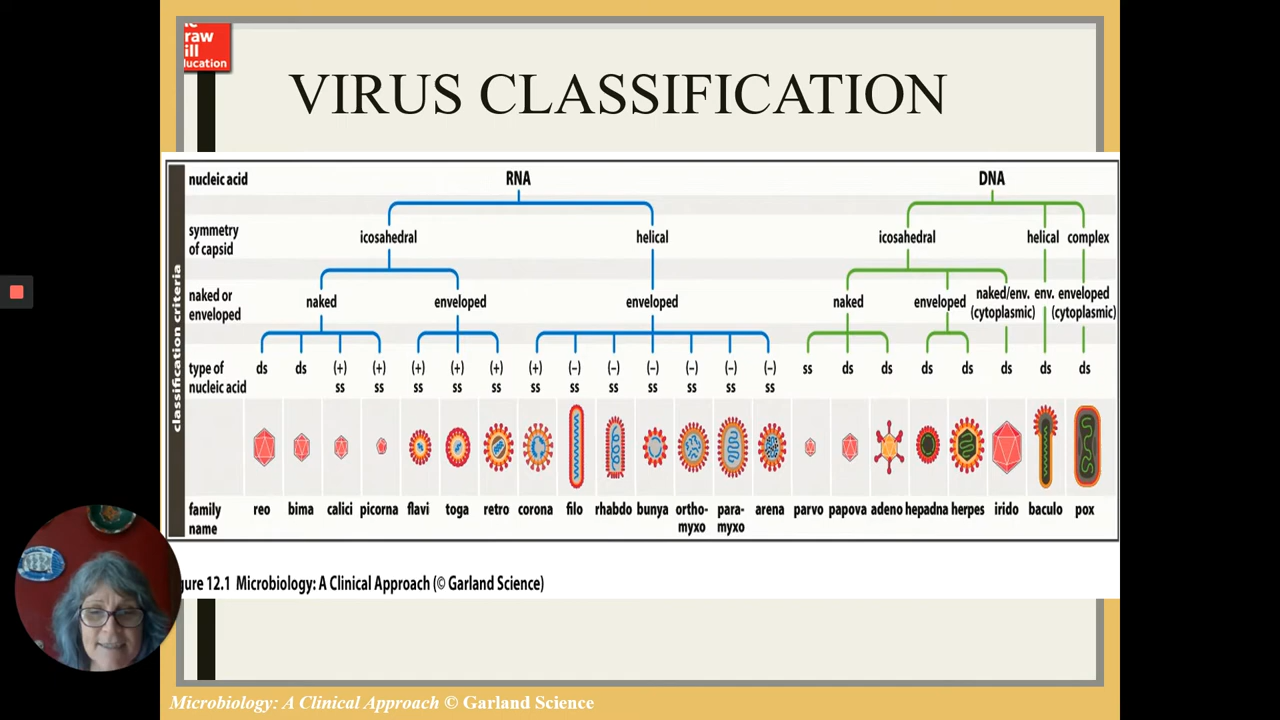 raw
ill
ucation
VIRUS CLASSIFICATION
classification criteria
nucleic acid RNA DNA
symmetry
of capsid icosahedral helical icosahedral helical complex
naked or
enveloped naked enveloped enveloped naked enveloped naked/env. (cytoplasmic) env. enveloped (cytoplasmic)
type of ds ds (+) (+) (+) (+) (+) (+) (–) (–) (–) (–) (–) (–) ss ds ds ds ds ds ds ds
nucleic acid ss ss ss ss ss ss ss ss ss ss ss ss
family
name reo bima calici picorna flavi toga retro corona filo rhabdo bunya ortho-myxo para-myxo arena parvo papova adeno hepadna herpes irido baculo pox
gure 12.1 Microbiology: A Clinical Approach (© Garland Science)
Microbiology: A Clinical Approach © Garland Science